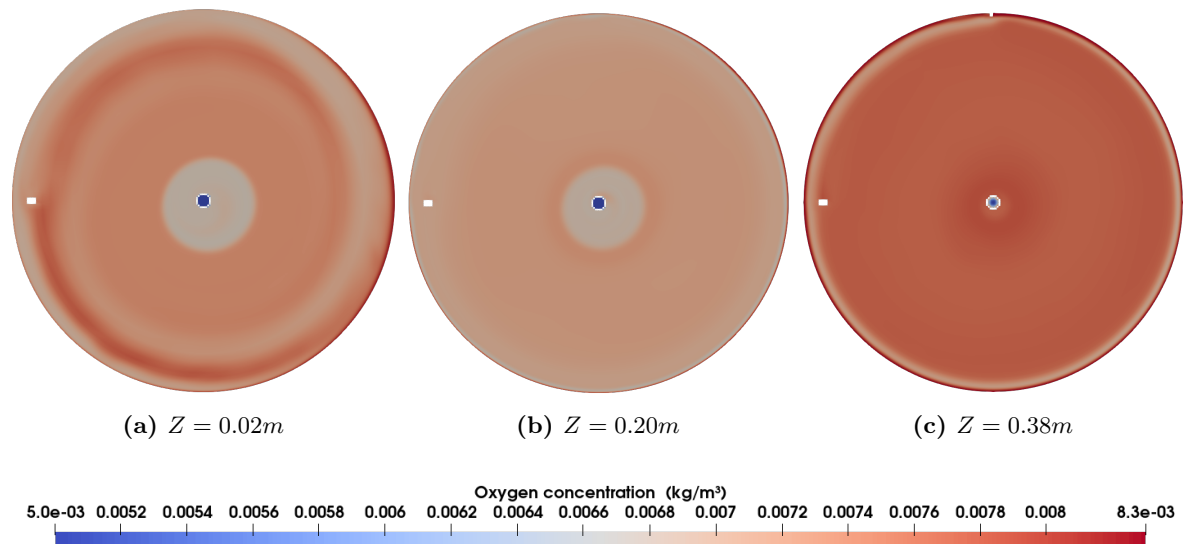 (a) Z = 0.02m
(b) Z = 0.20m
(c) Z = 0.38m
Oxygen concentration (kg/m³)
5.0e-03 0.0052 0.0054 0.0056 0.0058 0.006 0.0062 0.0064 0.0066 0.0068 0.007 0.0072 0.0074 0.0076 0.0078 0.008 8.3e-03